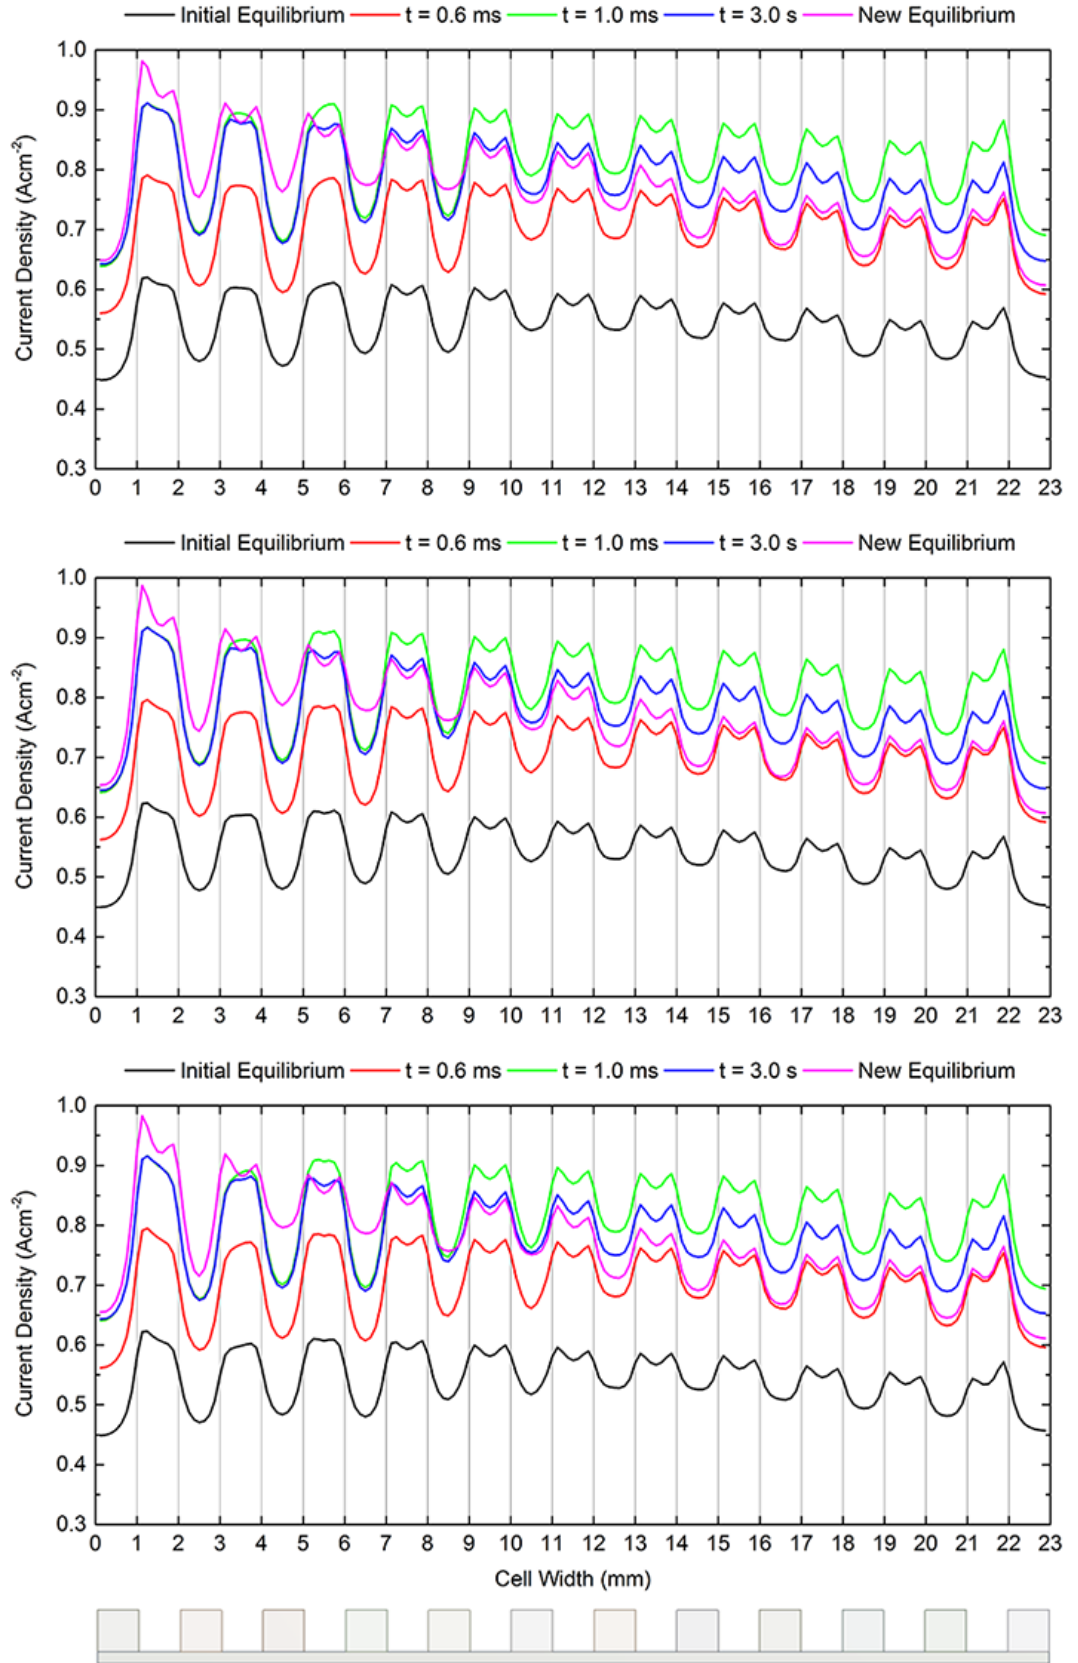 Initial Equilibrium t = 0.6 ms t = 1.0 ms t = 3.0 s New Equilibrium
1.0
0.9
0.8
0.7
0.6
0.5
0.4
0.3
Current Density (Acm⁻²)
0 1 2 3 4 5 6 7 8 9 10 11 12 13 14 15 16 17 18 19 20 21 22 23
Initial Equilibrium t = 0.6 ms t = 1.0 ms t = 3.0 s New Equilibrium
1.0
0.9
0.8
0.7
0.6
0.5
0.4
0.3
Current Density (Acm⁻²)
0 1 2 3 4 5 6 7 8 9 10 11 12 13 14 15 16 17 18 19 20 21 22 23
Initial Equilibrium t = 0.6 ms t = 1.0 ms t = 3.0 s New Equilibrium
1.0
0.9
0.8
0.7
0.6
0.5
0.4
0.3
Current Density (Acm⁻²)
0 1 2 3 4 5 6 7 8 9 10 11 12 13 14 15 16 17 18 19 20 21 22 23
Cell Width (mm)